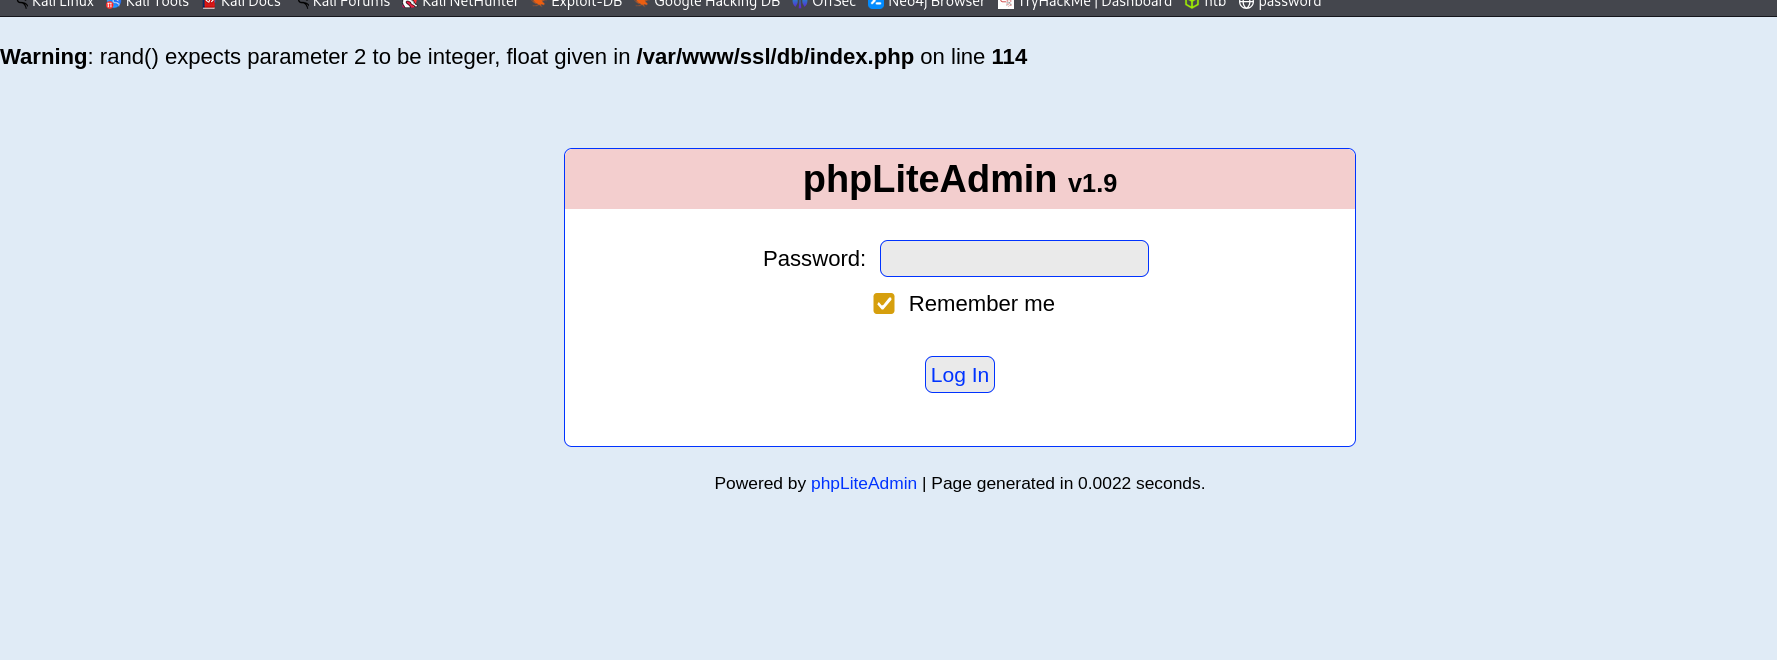 Kali Linux Kali Tools Kali Docs Kali Forums Kali NetHunter Exploit-DB Google Hacking DB OffSec Neo4j Browser TryHackMe | Dashboard htb password
Warning: rand() expects parameter 2 to be integer, float given in /var/www/ssl/db/index.php on line 114
phpLiteAdmin v1.9
Password:
Remember me
Log In
Powered by phpLiteAdmin | Page generated in 0.0022 seconds.